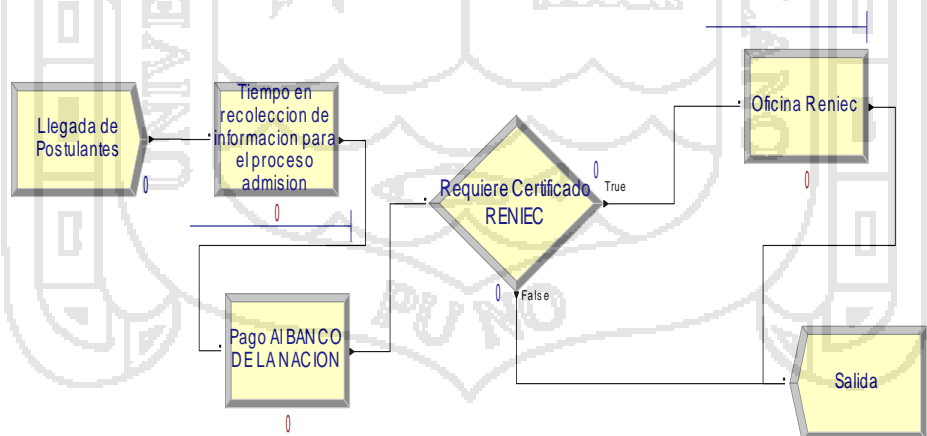 Llegada de
Postulantes
0
Tiempo en
recoleccion de
informacion para
el proceso
admision
0
Pago Al BANCO
DE LA NACION
0
Requiere Certificado
RENIEC
0
True
0
False
Oficina Reniec
0
Salida
PUNO